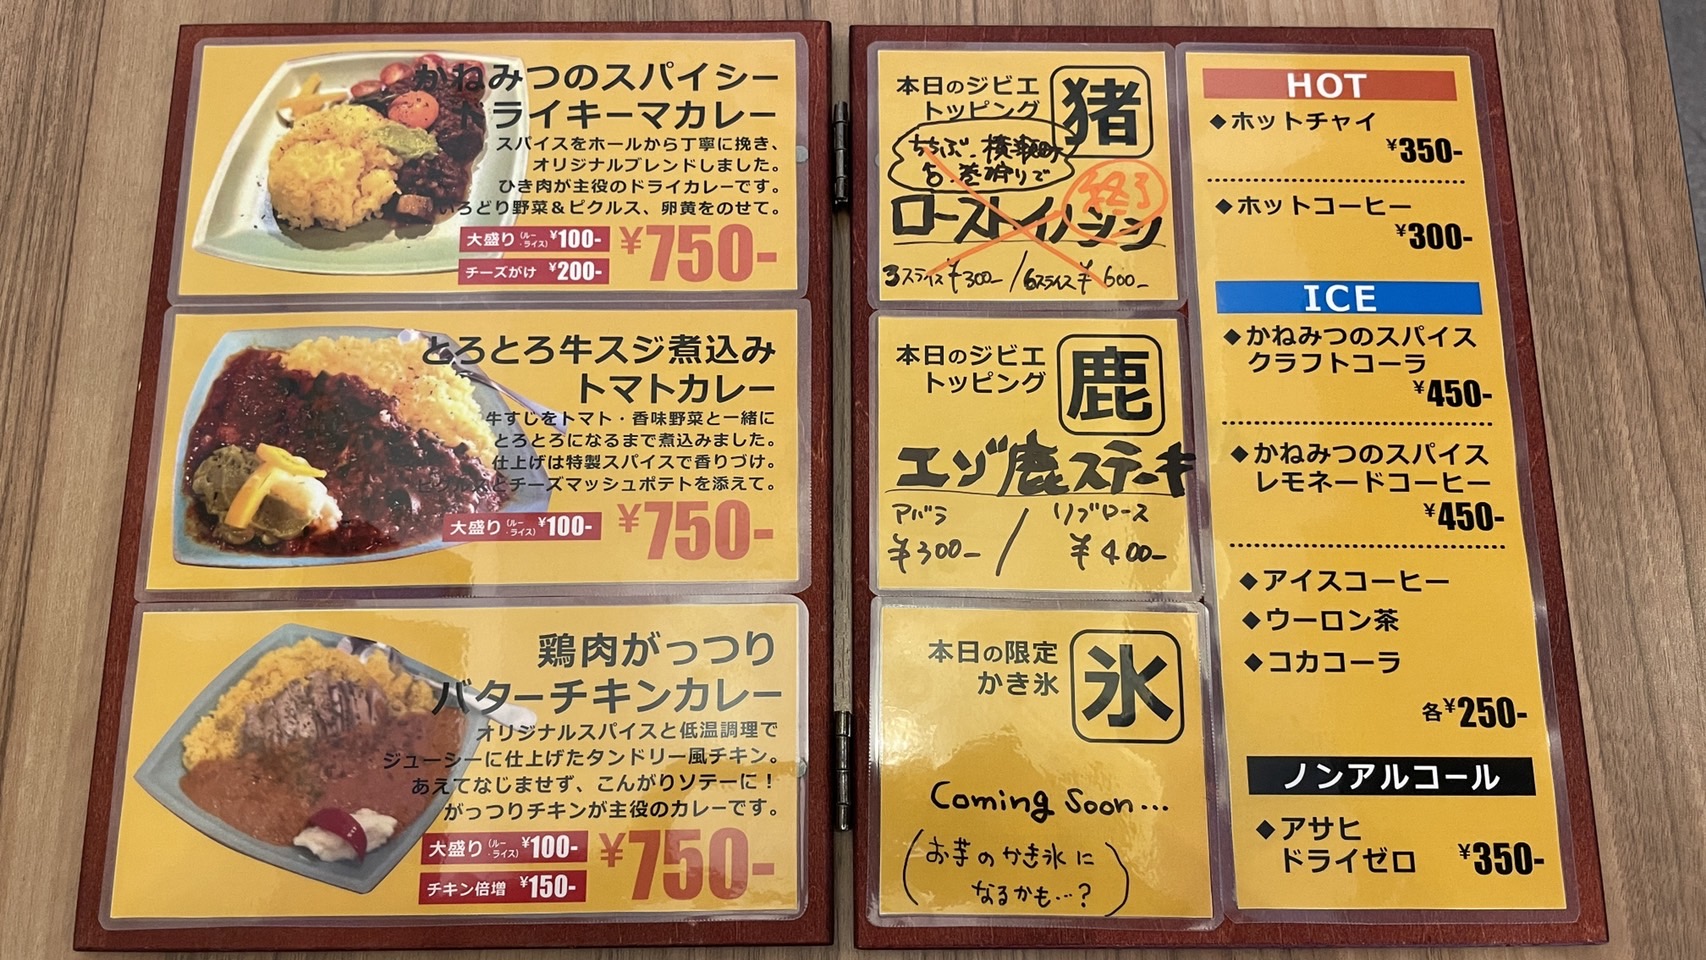 かねみつのスパイシー
ドライキーマカレー
スパイスをホールから丁寧に挽き、
オリジナルブレンドしました。
ひき肉が主役のドライカレーです。
いろどり野菜&ピクルス、卵黄をのせて。
大盛り(ルー・ライス) ¥100-
チーズがけ ¥200-
¥750-
とろとろ牛スジ煮込み
トマトカレー
牛すじをトマト・香味野菜と一緒に
とろとろになるまで煮込みました。
仕上げは特製スパイスで香りづけ。
ピクルスとチーズマッシュポテトを添えて。
大盛り(ルー・ライス) ¥100-
¥750-
鶏肉がっつり
バターチキンカレー
オリジナルスパイスと低温調理で
ジューシーに仕上げたタンドリー風チキン。
あえてなじませず、こんがりソテーに!
がっつりチキンが主役のカレーです。
大盛り(ルー・ライス) ¥100-
チキン倍増 ¥150-
¥750-
本日のジビエ
トッピング
猪
ちちぶ・横瀬町
終了
ローストイノシシ
3スライス¥300-/6スライス¥600-
本日のジビエ
トッピング
鹿
エゾ鹿ステーキ
アバラ / リブロース
¥300- / ¥400-
本日の限定
かき氷
氷
Coming Soon...
(お芋のかき氷に
なるかも…?)
HOT
◆ホットチャイ
¥350-
◆ホットコーヒー
¥300-
ICE
◆かねみつのスパイス
クラフトコーラ
¥450-
◆かねみつのスパイス
レモネードコーヒー
¥450-
◆アイスコーヒー
◆ウーロン茶
◆コカコーラ
各¥250-
ノンアルコール
◆アサヒ
ドライゼロ ¥350-